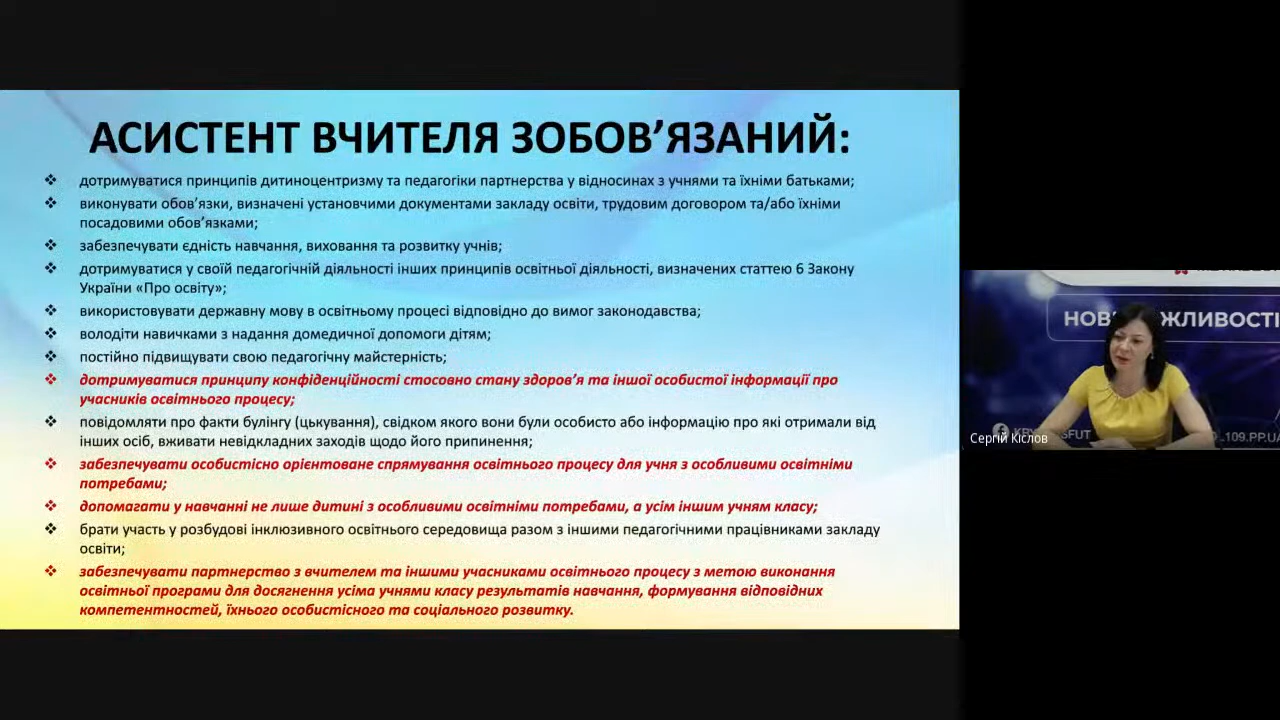 АСИСТЕНТ ВЧИТЕЛЯ ЗОБОВ’ЯЗАНИЙ:
❖ дотримуватися принципів дитиноцентризму та педагогіки партнерства у відносинах з учнями та їхніми батьками;
❖ виконувати обов’язки, визначені установчими документами закладу освіти, трудовим договором та/або їхніми
посадовими обов’язками;
❖ забезпечувати єдність навчання, виховання та розвитку учнів;
❖ дотримуватися у своїй педагогічній діяльності інших принципів освітньої діяльності, визначених статтею 6 Закону
України «Про освіту»;
❖ використовувати державну мову в освітньому процесі відповідно до вимог законодавства;
❖ володіти навичками з надання домедичної допомоги дітям;
❖ постійно підвищувати свою педагогічну майстерність;
❖ дотримуватися принципу конфіденційності стосовно стану здоров’я та іншої особистої інформації про
учасників освітнього процесу;
❖ повідомляти про факти булінгу (цькування), свідком якого вони були особисто або інформацію про які отримали від
інших осіб, вживати невідкладних заходів щодо його припинення;
❖ забезпечувати особистісно орієнтоване спрямування освітнього процесу для учня з особливими освітніми
потребами;
❖ допомагати у навчанні не лише дитині з особливими освітніми потребами, а усім іншим учням класу;
❖ брати участь у розбудові інклюзивного освітнього середовища разом з іншими педагогічними працівниками закладу
освіти;
❖ забезпечувати партнерство з вчителем та іншими учасниками освітнього процесу з метою виконання
освітньої програми для досягнення усіма учнями класу результатів навчання, формування відповідних
компетентностей, їхнього особистісного та соціального розвитку.
НОВ ЖЛИВОСТІ
Сергій Кіслов
109.PP.UA